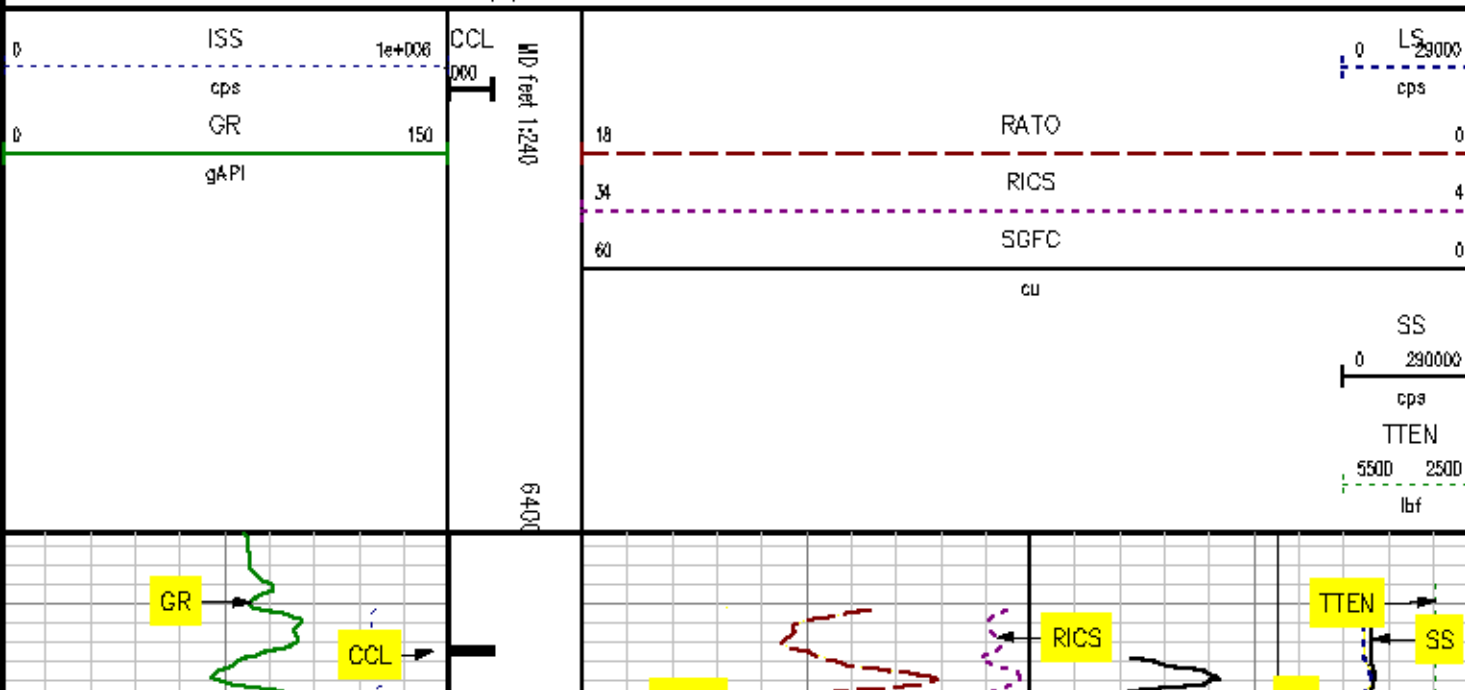 ISS
0 1e+006
cps
GR
0 150
gAPI
CCL
000
MD feet 1:240
6400
LS
0 29000
cps
RATO
18 0
RICS
34 4
SGFC
60 0
cu
SS
0 290000
cps
TTEN
5500 2500
lbf
GR
CCL
RICS
TTEN
SS